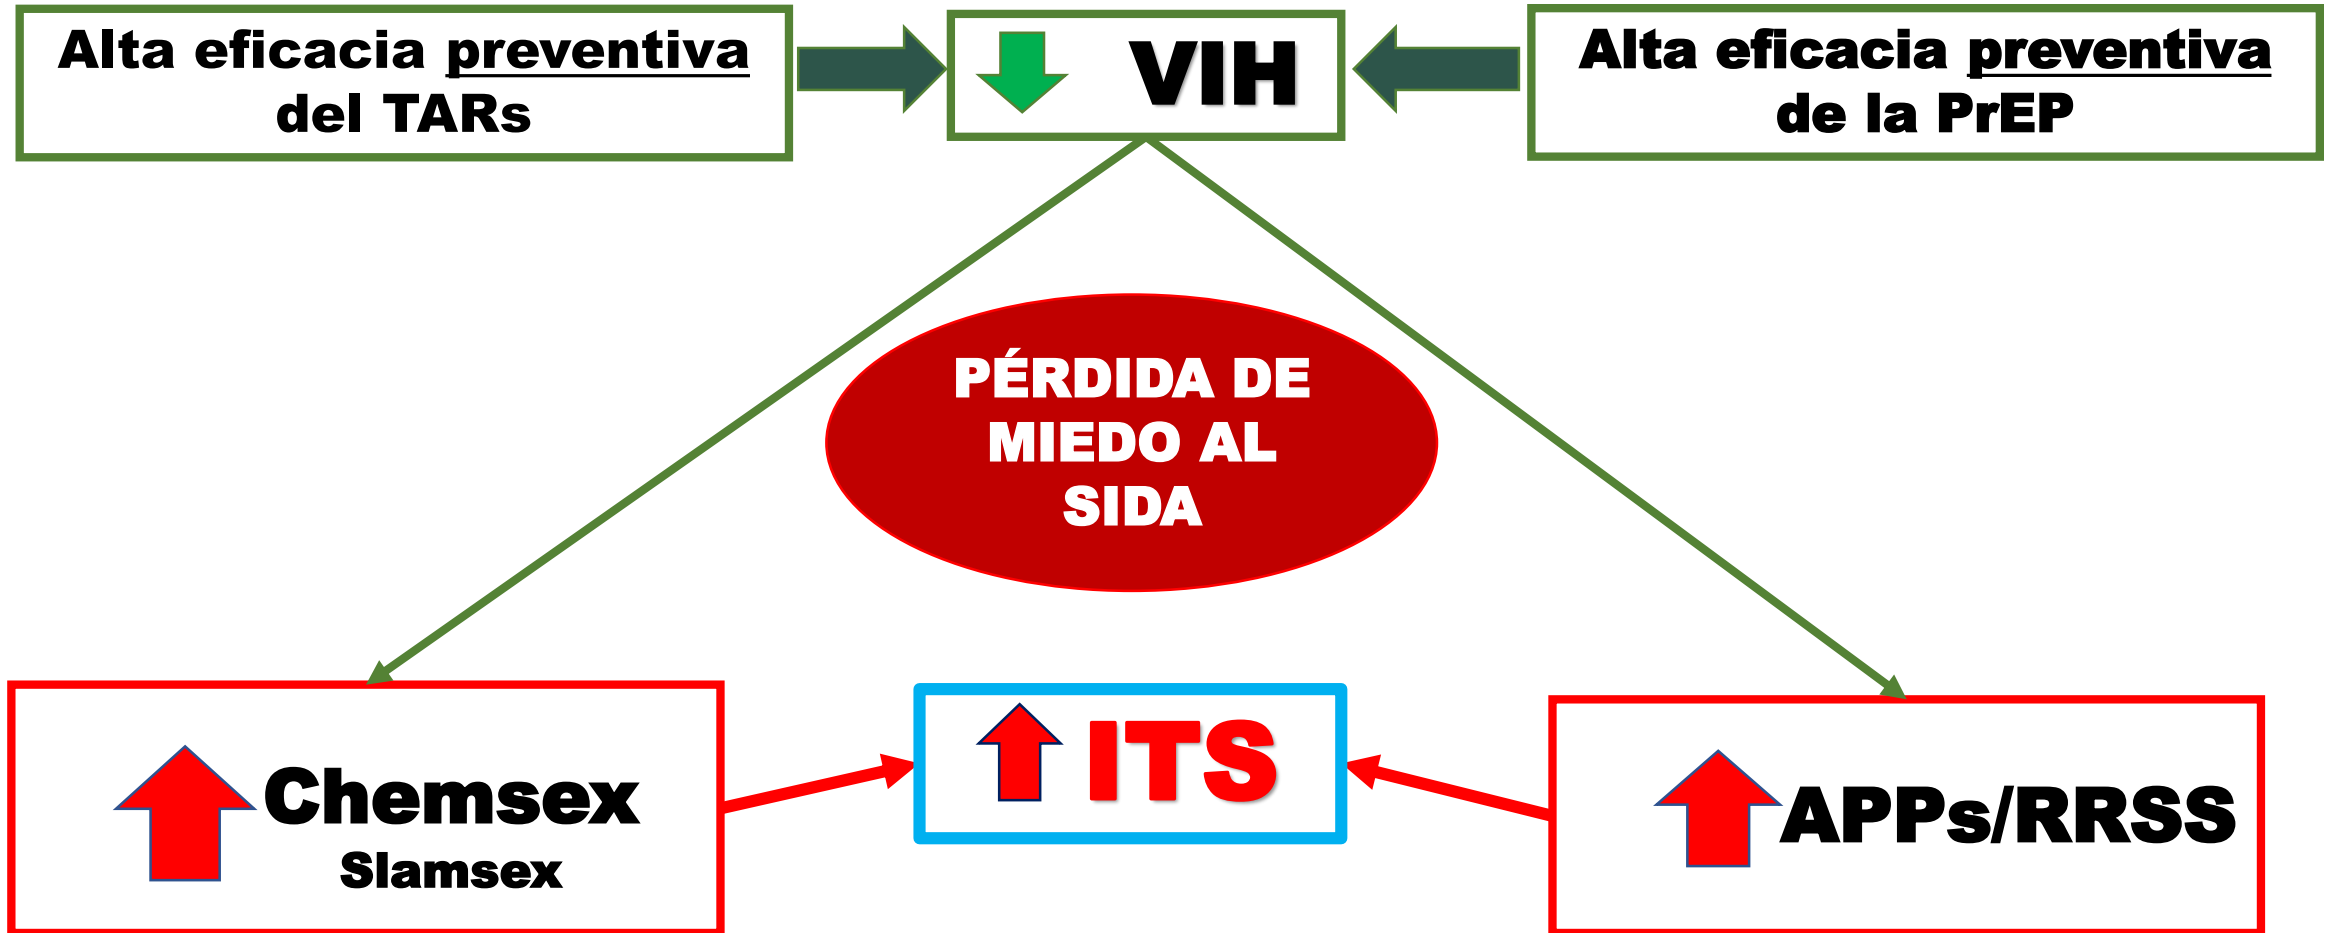 Alta eficacia preventiva
del TARs
VIH
Alta eficacia preventiva
de la PrEP
PÉRDIDA DE
MIEDO AL
SIDA
Chemsex
Slamsex
ITS
APPs/RRSS